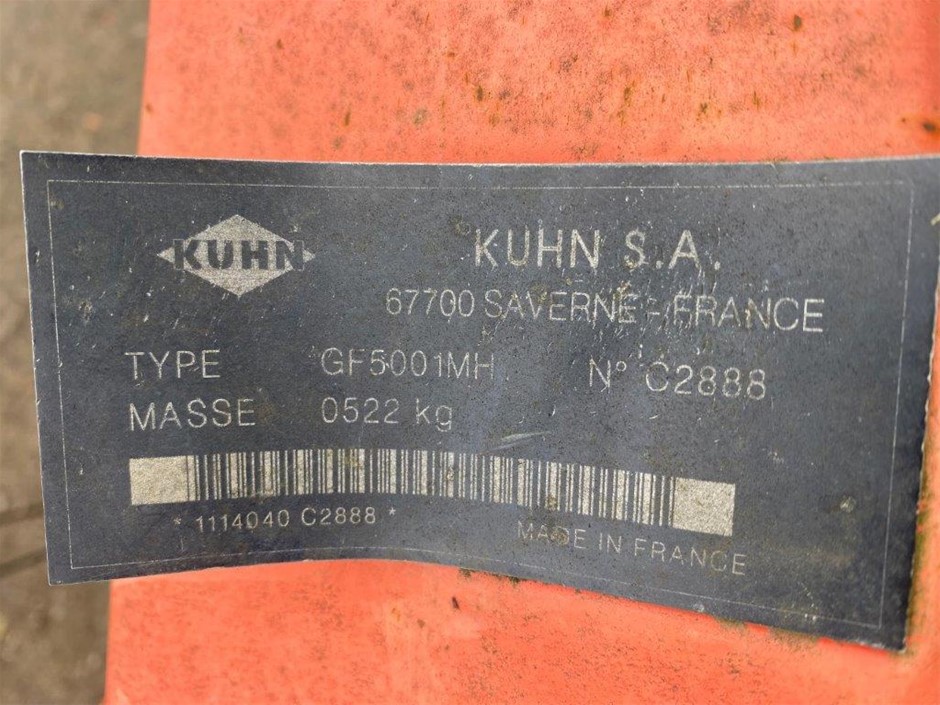 KUHN
KUHN S.A.
67700 SAVERNE - FRANCE
TYPE GF5001MH N° C2888
MASSE 0522 kg
* 1114040 C2888 *
MADE IN FRANCE